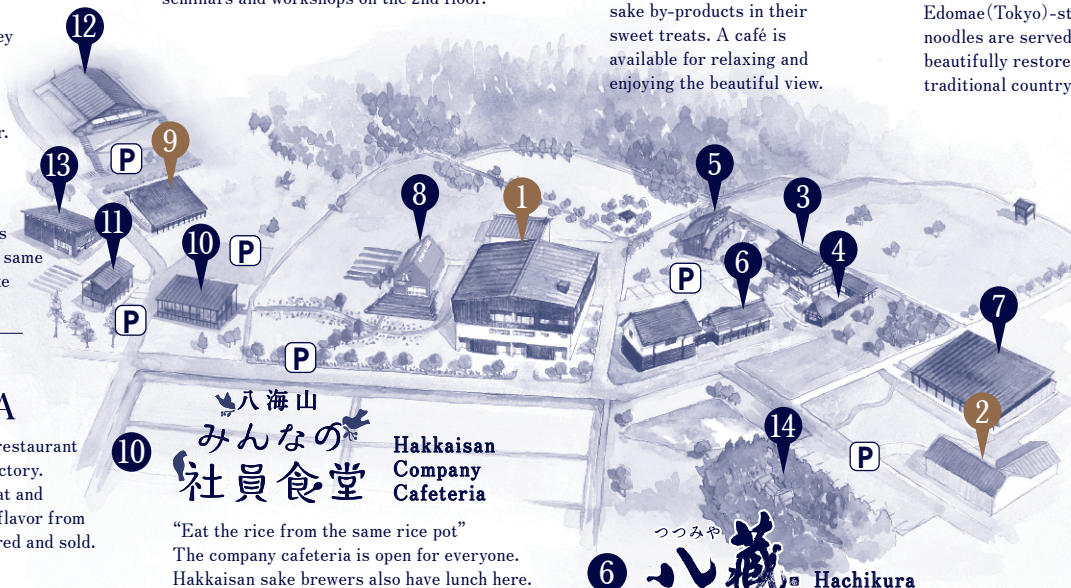 seminars and workshops on the 2nd floor.
sake by-products in their
sweet treats. A café is
available for relaxing and
enjoying the beautiful view.
Edomae(Tokyo)-st
noodles are served
beautifully restore
traditional country
ey
r.
s
same
te
12
P
9
13
11
10
P
P
8
1
P
5
3
6
4
P
7
2
14
P
A
restaurant
ctory.
at and
flavor from
red and sold.
10
八海山
みんなの
社員食堂
Hakkaisan
Company
Cafeteria
“Eat the rice from the same rice pot”
The company cafeteria is open for everyone.
Hakkaisan sake brewers also have lunch here.
6
つつみや
八蔵
Hachikura